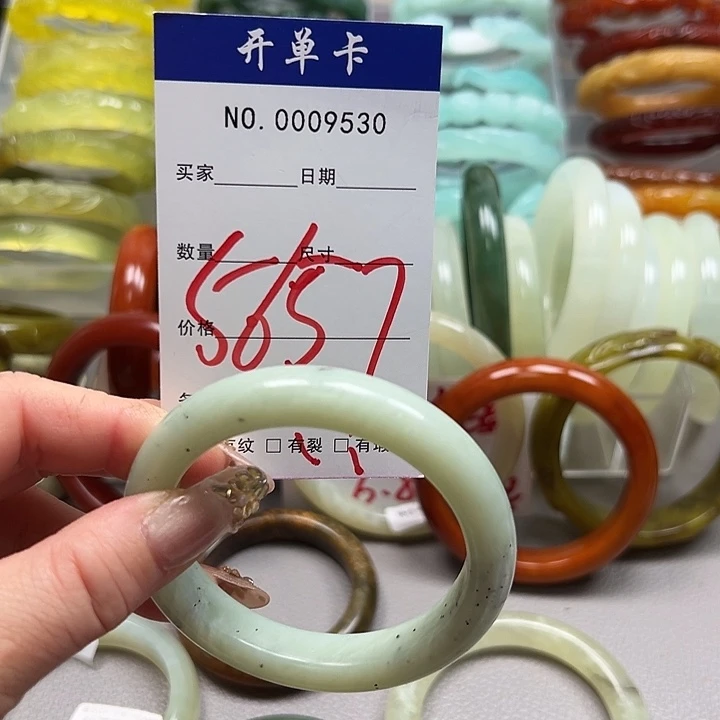 开单卡
NO. 0009530
买家 日期
数量 尺寸
5657
价格
纹 □ 有裂 □ 有